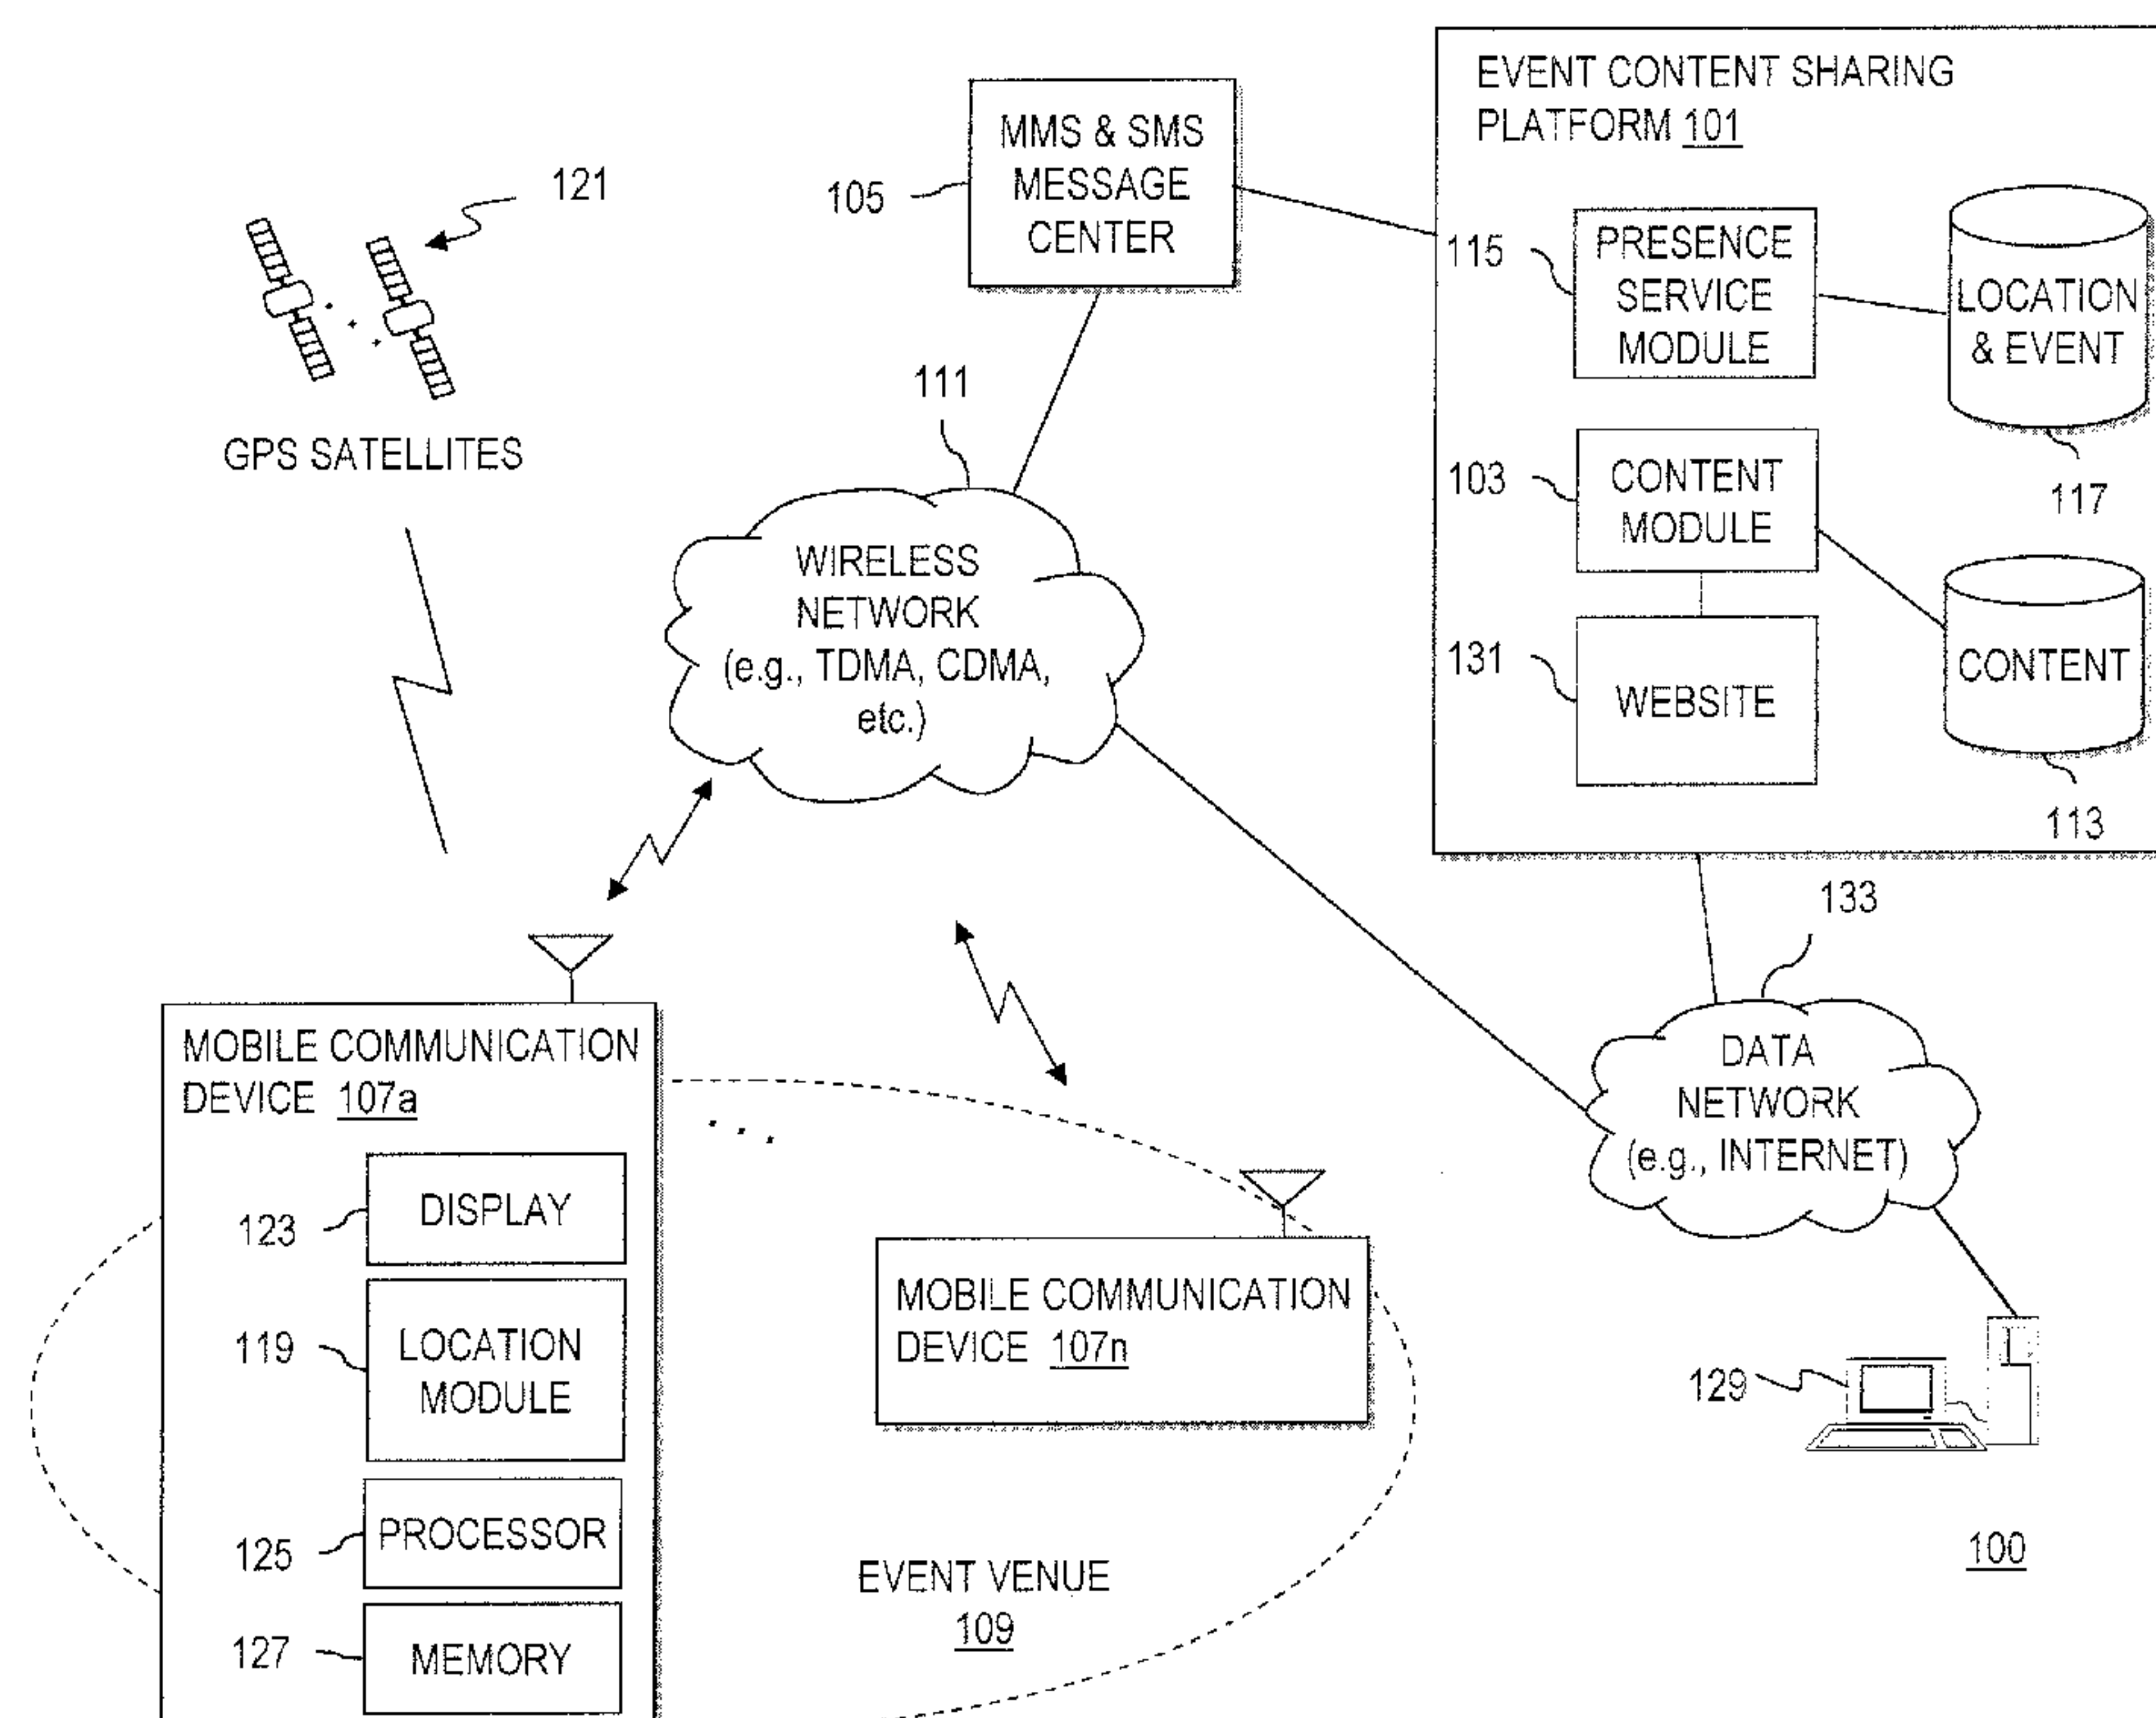 EVENT CONTENT SHARING
PLATFORM 101
MMS & SMS
MESSAGE
CENTER
105
121
GPS SATELLITES
115
PRESENCE
SERVICE
MODULE
LOCATION
& EVENT
117
103
CONTENT
MODULE
131
WEBSITE
CONTENT
113
111
WIRELESS
NETWORK
(e.g., TDMA, CDMA,
etc.)
133
DATA
NETWORK
(e.g., INTERNET)
129
100
MOBILE COMMUNICATION
DEVICE 107a
123
DISPLAY
119
LOCATION
MODULE
125
PROCESSOR
127
MEMORY
. . .
MOBILE COMMUNICATION
DEVICE 107n
EVENT VENUE
109